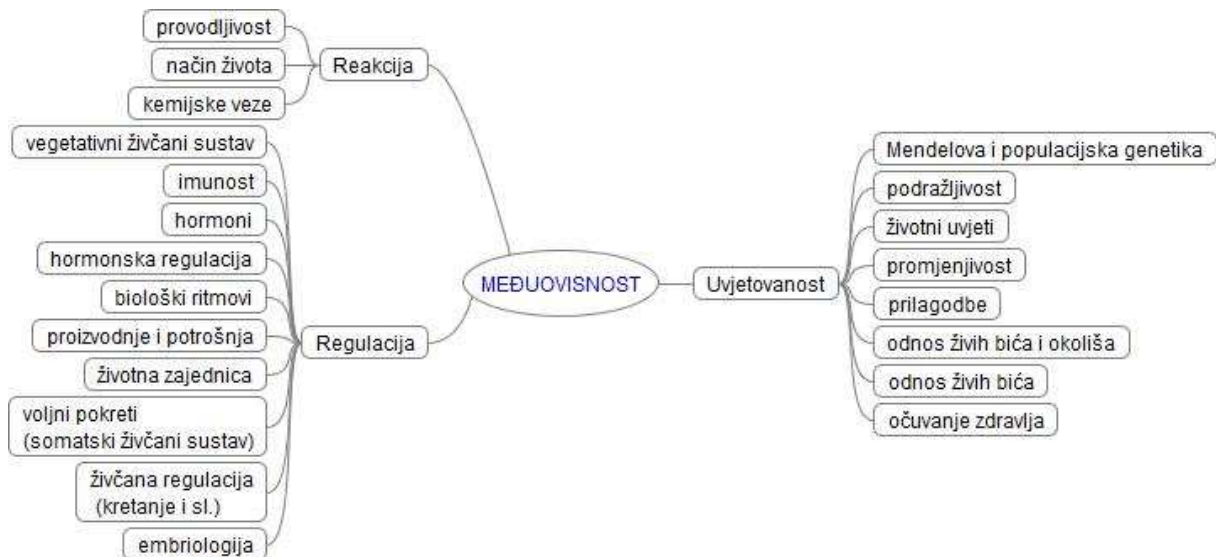 provodljivost
način života
kemijske veze
Reakcija
vegetativni živčani sustav
imunost
hormoni
hormonska regulacija
biološki ritmovi
proizvodnje i potrošnja
životna zajednica
voljni pokreti
(somatski živčani sustav)
živčana regulacija
(kretanje i sl.)
embriologija
Regulacija
MEĐUOVISNOST
Uvjetovanost
Mendelova i populacijska genetika
podražljivost
životni uvjeti
promjenjivost
prilagodbe
odnos živih bića i okoliša
odnos živih bića
očuvanje zdravlja